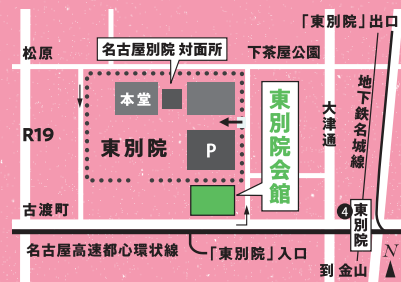 「東別院」出口
松原
名古屋別院 対面所
下茶屋公園
本堂
地下鉄名城線
大津通
R19
東別院
P
東別院会館
古渡町
4
東別院
名古屋高速都心環状線
「東別院」入口
到 金山
N